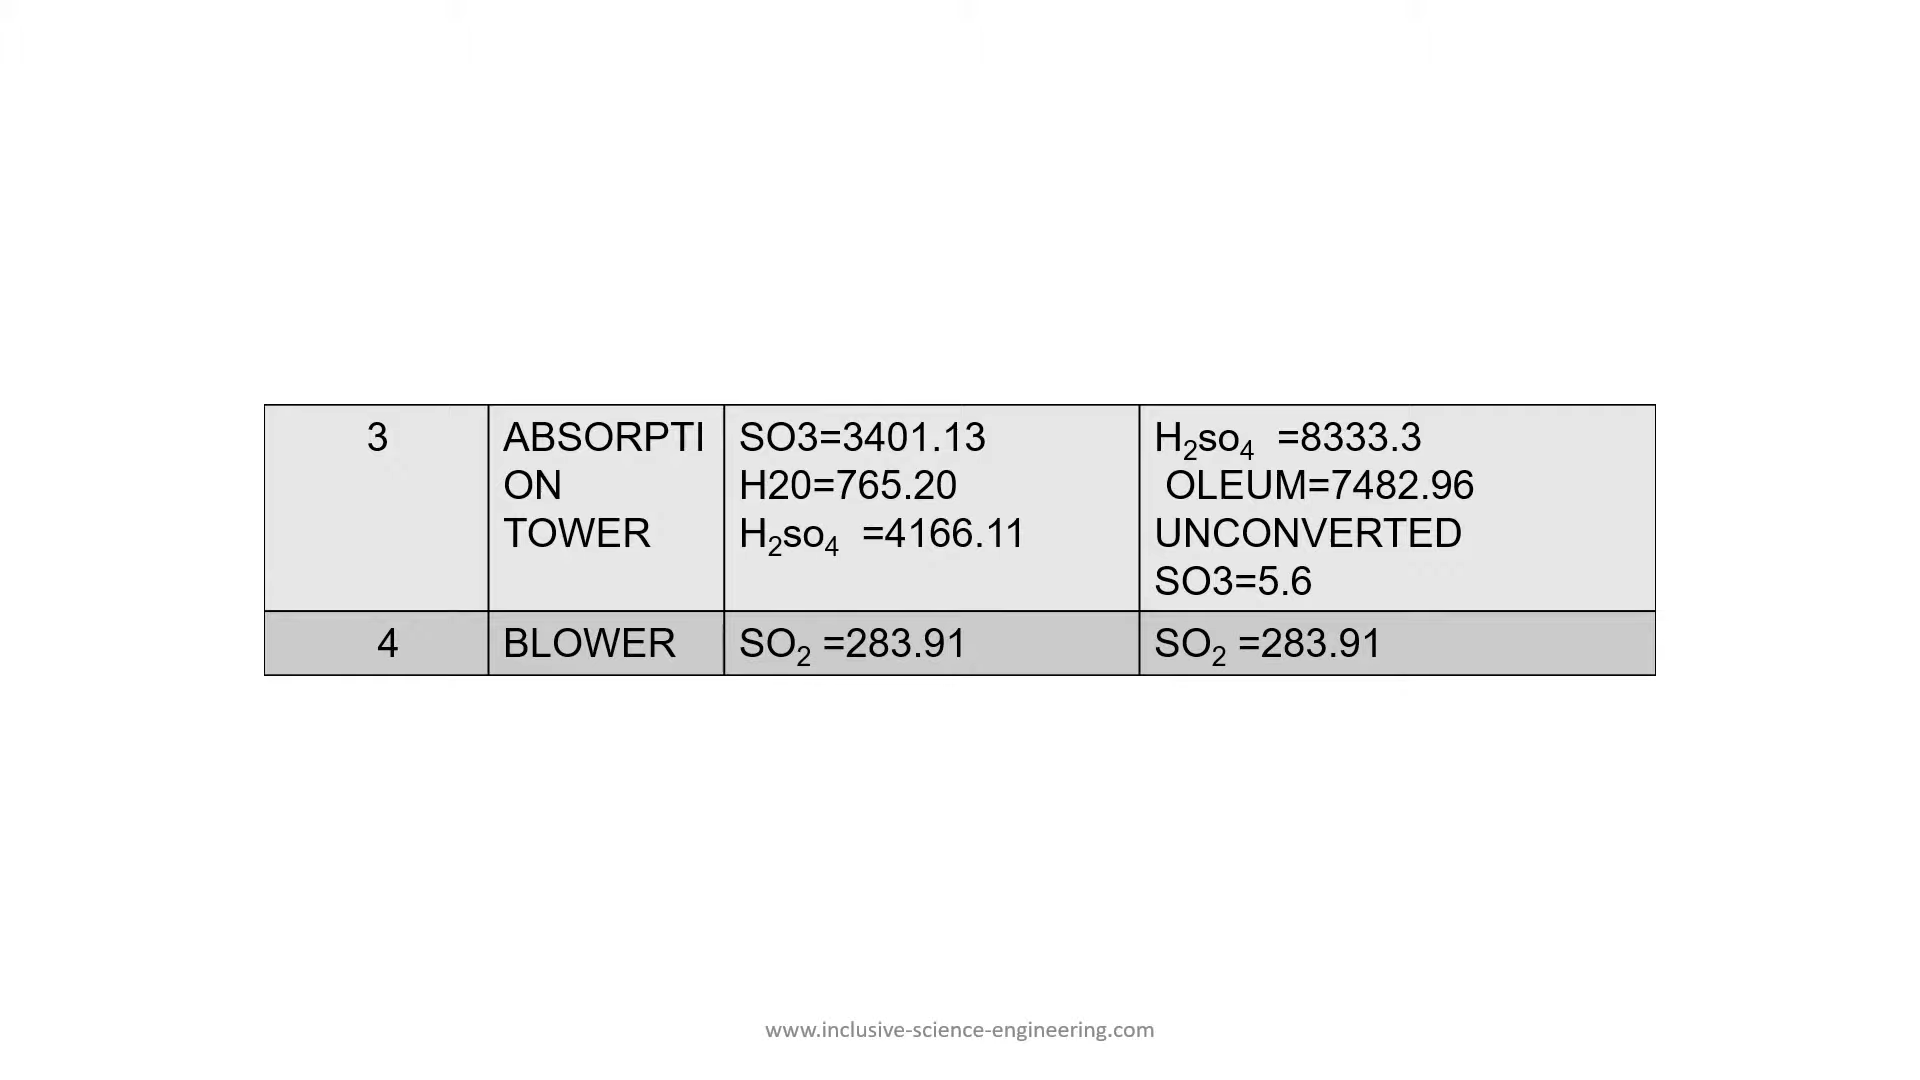 3
ABSORPTI
ON
TOWER
SO3=3401.13
H20=765.20
H₂so₄ =4166.11
H₂so₄ =8333.3
OLEUM=7482.96
UNCONVERTED
SO3=5.6
4
BLOWER
SO₂ =283.91
SO₂ =283.91
www.inclusive-science-engineering.com